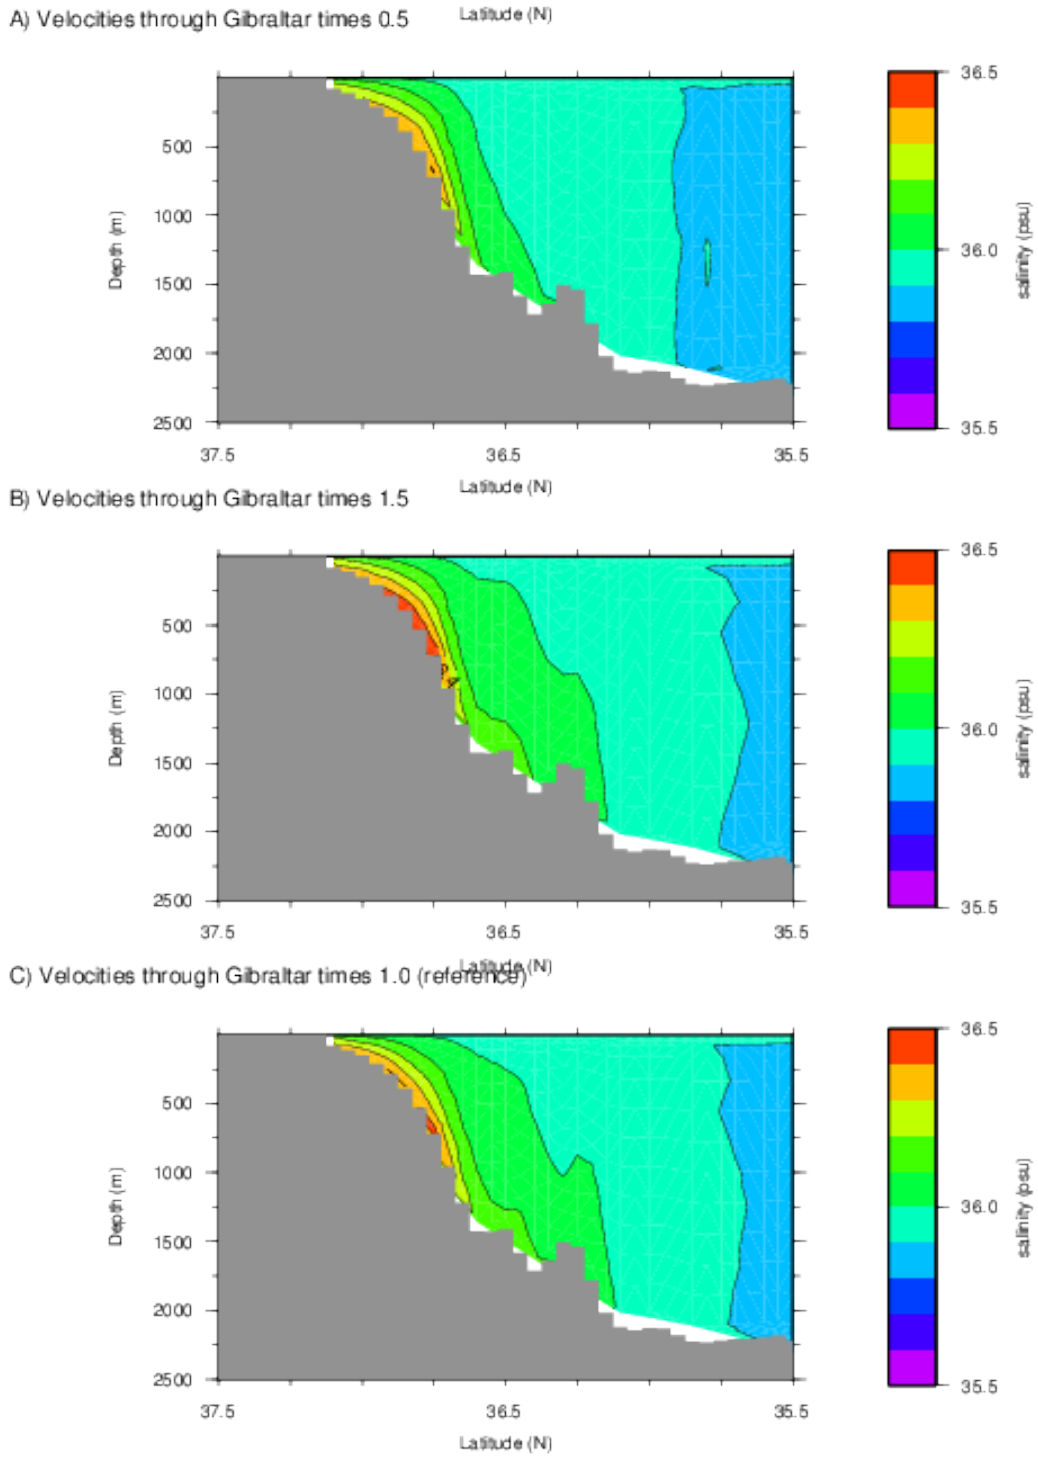 A) Velocities through Gibraltar times 0.5
Latitude (N)
36.5
500
1000
1500
2000
2500
Depth (m)
36.0
salinity (psu)
35.5
37.5
36.5
35.5
B) Velocities through Gibraltar times 1.5
Latitude (N)
36.5
500
1000
1500
2000
2500
Depth (m)
36.0
salinity (psu)
35.5
37.5
36.5
35.5
C) Velocities through Gibraltar times 1.0 (reference)
Latitude (N)
36.5
500
1000
1500
2000
2500
Depth (m)
36.0
salinity (psu)
35.5
37.5
36.5
35.5
Latitude (N)